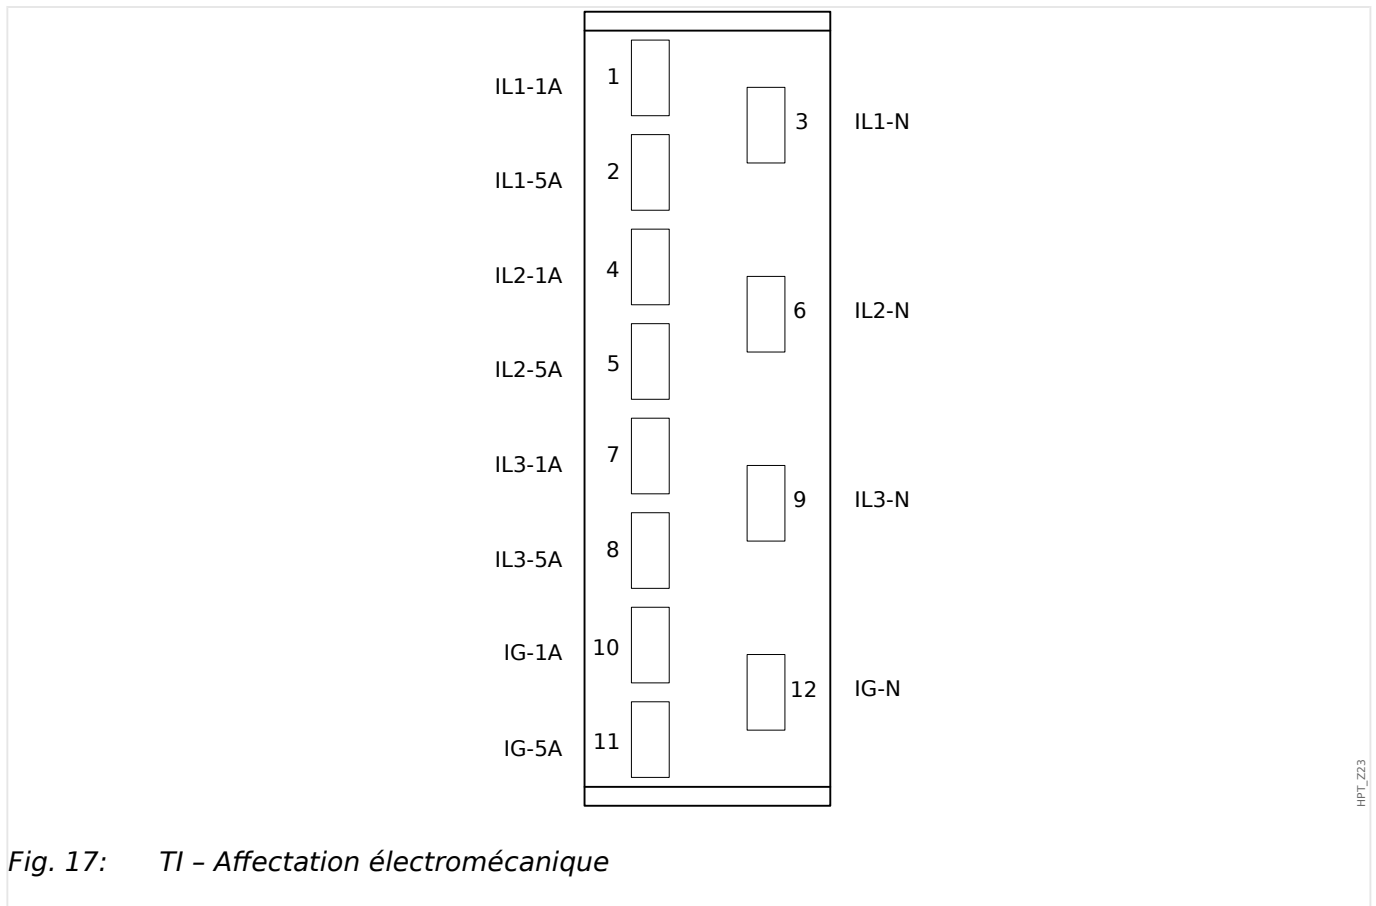 IL1-1A 1
3 IL1-N
IL1-5A 2
IL2-1A 4
6 IL2-N
IL2-5A 5
IL3-1A 7
9 IL3-N
IL3-5A 8
IG-1A 10
12 IG-N
IG-5A 11
HPT_Z23
Fig. 17: TI – Affectation électromécanique